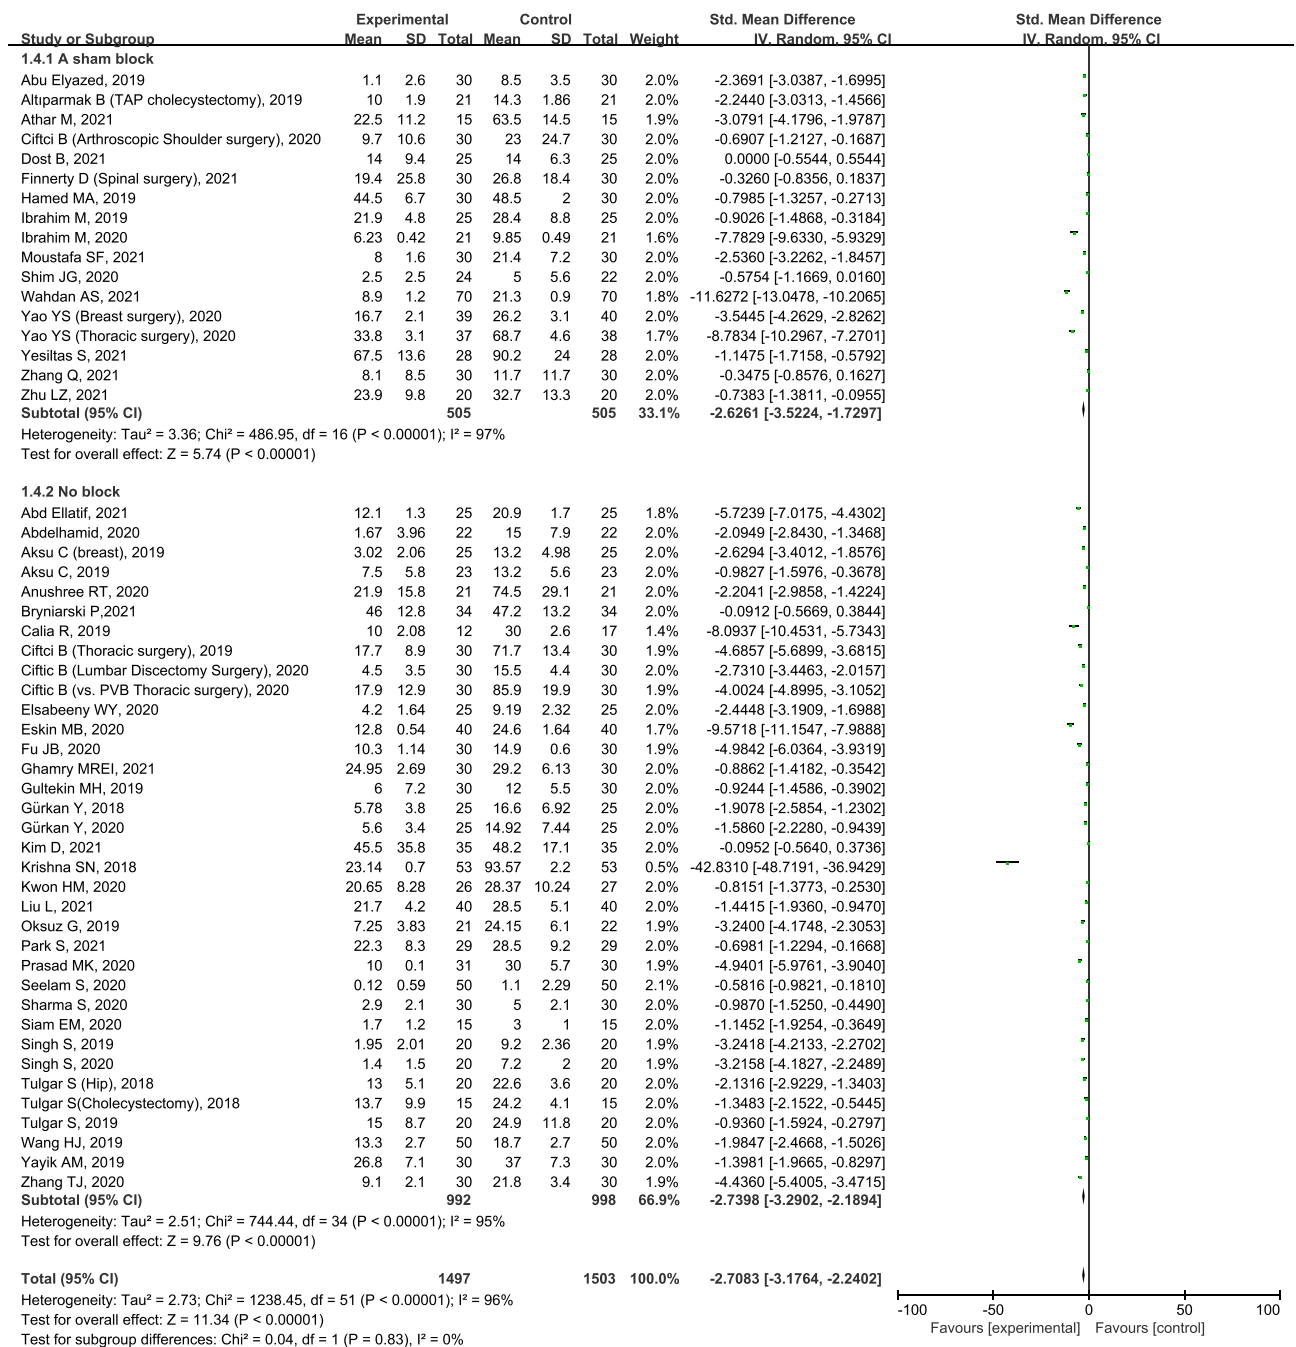 Experimental Control Std. Mean Difference Std. Mean Difference
Study or Subgroup Mean SD Total Mean SD Total Weight IV, Random, 95% CI IV, Random, 95% CI
1.4.1 A sham block
Abu Elyazed, 2019 1.1 2.6 30 8.5 3.5 30 2.0% -2.3691 [-3.0387, -1.6995]
Altıparmak B (TAP cholecystectomy), 2019 10 1.9 21 14.3 1.86 21 2.0% -2.2440 [-3.0313, -1.4566]
Athar M, 2021 22.5 11.2 15 63.5 14.5 15 1.9% -3.0791 [-4.1796, -1.9787]
Ciftci B (Arthroscopic Shoulder surgery), 2020 9.7 10.6 30 23 24.7 30 2.0% -0.6907 [-1.2127, -0.1687]
Dost B, 2021 14 9.4 25 14 6.3 25 2.0% 0.0000 [-0.5544, 0.5544]
Finnerty D (Spinal surgery), 2021 19.4 25.8 30 26.8 18.4 30 2.0% -0.3260 [-0.8356, 0.1837]
Hamed MA, 2019 44.5 6.7 30 48.5 2 30 2.0% -0.7985 [-1.3257, -0.2713]
Ibrahim M, 2019 21.9 4.8 25 28.4 8.8 25 2.0% -0.9026 [-1.4868, -0.3184]
Ibrahim M, 2020 6.23 0.42 21 9.85 0.49 21 1.6% -7.7829 [-9.6330, -5.9329]
Moustafa SF, 2021 8 1.6 30 21.4 7.2 30 2.0% -2.5360 [-3.2262, -1.8457]
Shim JG, 2020 2.5 2.5 24 5 5.6 22 2.0% -0.5754 [-1.1669, 0.0160]
Wahdan AS, 2021 8.9 1.2 70 21.3 0.9 70 1.8% -11.6272 [-13.0478, -10.2065]
Yao YS (Breast surgery), 2020 16.7 2.1 39 26.2 3.1 40 2.0% -3.5445 [-4.2629, -2.8262]
Yao YS (Thoracic surgery), 2020 33.8 3.1 37 68.7 4.6 38 1.7% -8.7834 [-10.2967, -7.2701]
Yesiltas S, 2021 67.5 13.6 28 90.2 24 28 2.0% -1.1475 [-1.7158, -0.5792]
Zhang Q, 2021 8.1 8.5 30 11.7 11.7 30 2.0% -0.3475 [-0.8576, 0.1627]
Zhu LZ, 2021 23.9 9.8 20 32.7 13.3 20 2.0% -0.7383 [-1.3811, -0.0955]
Subtotal (95% CI) 505 505 33.1% -2.6261 [-3.5224, -1.7297]
Heterogeneity: Tau² = 3.36; Chi² = 486.95, df = 16 (P < 0.00001); I² = 97%
Test for overall effect: Z = 5.74 (P < 0.00001)
1.4.2 No block
Abd Ellatif, 2021 12.1 1.3 25 20.9 1.7 25 1.8% -5.7239 [-7.0175, -4.4302]
Abdelhamid, 2020 1.67 3.96 22 15 7.9 22 2.0% -2.0949 [-2.8430, -1.3468]
Aksu C (breast), 2019 3.02 2.06 25 13.2 4.98 25 2.0% -2.6294 [-3.4012, -1.8576]
Aksu C, 2019 7.5 5.8 23 13.2 5.6 23 2.0% -0.9827 [-1.5976, -0.3678]
Anushree RT, 2020 21.9 15.8 21 74.5 29.1 21 2.0% -2.2041 [-2.9858, -1.4224]
Bryniarski P,2021 46 12.8 34 47.2 13.2 34 2.0% -0.0912 [-0.5669, 0.3844]
Calia R, 2019 10 2.08 12 30 2.6 17 1.4% -8.0937 [-10.4531, -5.7343]
Ciftci B (Thoracic surgery), 2019 17.7 8.9 30 71.7 13.4 30 1.9% -4.6857 [-5.6899, -3.6815]
Ciftic B (Lumbar Discectomy Surgery), 2020 4.5 3.5 30 15.5 4.4 30 2.0% -2.7310 [-3.4463, -2.0157]
Ciftic B (vs. PVB Thoracic surgery), 2020 17.9 12.9 30 85.9 19.9 30 1.9% -4.0024 [-4.8995, -3.1052]
Elsabeeny WY, 2020 4.2 1.64 25 9.19 2.32 25 2.0% -2.4448 [-3.1909, -1.6988]
Eskin MB, 2020 12.8 0.54 40 24.6 1.64 40 1.7% -9.5718 [-11.1547, -7.9888]
Fu JB, 2020 10.3 1.14 30 14.9 0.6 30 1.9% -4.9842 [-6.0364, -3.9319]
Ghamry MREI, 2021 24.95 2.69 30 29.2 6.13 30 2.0% -0.8862 [-1.4182, -0.3542]
Gultekin MH, 2019 6 7.2 30 12 5.5 30 2.0% -0.9244 [-1.4586, -0.3902]
Gürkan Y, 2018 5.78 3.8 25 16.6 6.92 25 2.0% -1.9078 [-2.5854, -1.2302]
Gürkan Y, 2020 5.6 3.4 25 14.92 7.44 25 2.0% -1.5860 [-2.2280, -0.9439]
Kim D, 2021 45.5 35.8 35 48.2 17.1 35 2.0% -0.0952 [-0.5640, 0.3736]
Krishna SN, 2018 23.14 0.7 53 93.57 2.2 53 0.5% -42.8310 [-48.7191, -36.9429]
Kwon HM, 2020 20.65 8.28 26 28.37 10.24 27 2.0% -0.8151 [-1.3773, -0.2530]
Liu L, 2021 21.7 4.2 40 28.5 5.1 40 2.0% -1.4415 [-1.9360, -0.9470]
Oksuz G, 2019 7.25 3.83 21 24.15 6.1 22 1.9% -3.2400 [-4.1748, -2.3053]
Park S, 2021 22.3 8.3 29 28.5 9.2 29 2.0% -0.6981 [-1.2294, -0.1668]
Prasad MK, 2020 10 0.1 31 30 5.7 30 1.9% -4.9401 [-5.9761, -3.9040]
Seelam S, 2020 0.12 0.59 50 1.1 2.29 50 2.1% -0.5816 [-0.9821, -0.1810]
Sharma S, 2020 2.9 2.1 30 5 2.1 30 2.0% -0.9870 [-1.5250, -0.4490]
Siam EM, 2020 1.7 1.2 15 3 1 15 2.0% -1.1452 [-1.9254, -0.3649]
Singh S, 2019 1.95 2.01 20 9.2 2.36 20 1.9% -3.2418 [-4.2133, -2.2702]
Singh S, 2020 1.4 1.5 20 7.2 2 20 1.9% -3.2158 [-4.1827, -2.2489]
Tulgar S (Hip), 2018 13 5.1 20 22.6 3.6 20 2.0% -2.1316 [-2.9229, -1.3403]
Tulgar S(Cholecystectomy), 2018 13.7 9.9 15 24.2 4.1 15 2.0% -1.3483 [-2.1522, -0.5445]
Tulgar S, 2019 15 8.7 20 24.9 11.8 20 2.0% -0.9360 [-1.5924, -0.2797]
Wang HJ, 2019 13.3 2.7 50 18.7 2.7 50 2.0% -1.9847 [-2.4668, -1.5026]
Yayik AM, 2019 26.8 7.1 30 37 7.3 30 2.0% -1.3981 [-1.9665, -0.8297]
Zhang TJ, 2020 9.1 2.1 30 21.8 3.4 30 1.9% -4.4360 [-5.4005, -3.4715]
Subtotal (95% CI) 992 998 66.9% -2.7398 [-3.2902, -2.1894]
Heterogeneity: Tau² = 2.51; Chi² = 744.44, df = 34 (P < 0.00001); I² = 95%
Test for overall effect: Z = 9.76 (P < 0.00001)
Total (95% CI) 1497 1503 100.0% -2.7083 [-3.1764, -2.2402]
Heterogeneity: Tau² = 2.73; Chi² = 1238.45, df = 51 (P < 0.00001); I² = 96%
Test for overall effect: Z = 11.34 (P < 0.00001)
Test for subgroup differences: Chi² = 0.04, df = 1 (P = 0.83), I² = 0%
-100 -50 0 50 100
Favours [experimental] Favours [control]